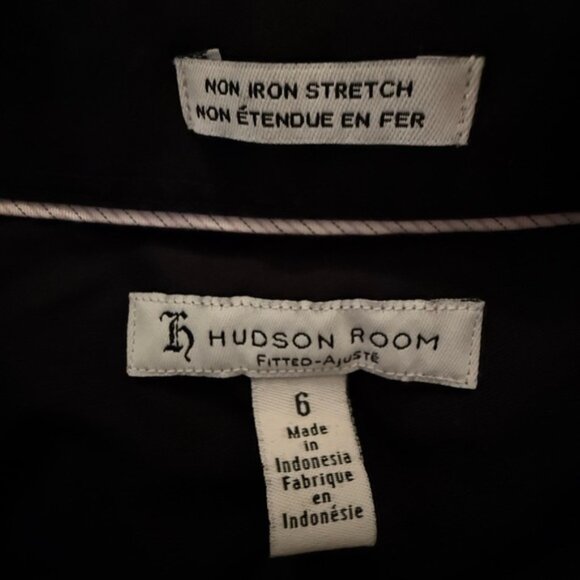 NON IRON STRETCH
NON ÉTENDUE EN FER
h HUDSON ROOM
FITTED-AJUSTÉ
6
Made
in
Indonesia
Fabrique
en
Indonésie